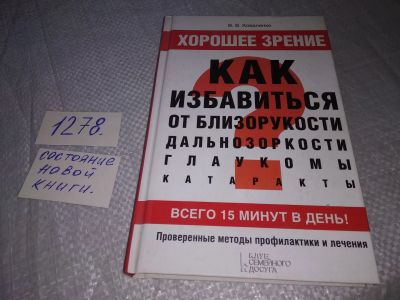 1278.
состояние
новой
книги.
В. В. Коваленко
ХОРОШЕЕ ЗРЕНИЕ
?
КАК
ИЗБАВИТЬСЯ
ОТ БЛИЗОРУКОСТИ
ДАЛЬНОЗОРКОСТИ
ГЛАУКОМЫ
КАТАРАКТЫ
ВСЕГО 15 МИНУТ В ДЕНЬ!
Проверенные методы профилактики и лечения
КЛУБ
СЕМЕЙНОГО
ДОСУГА